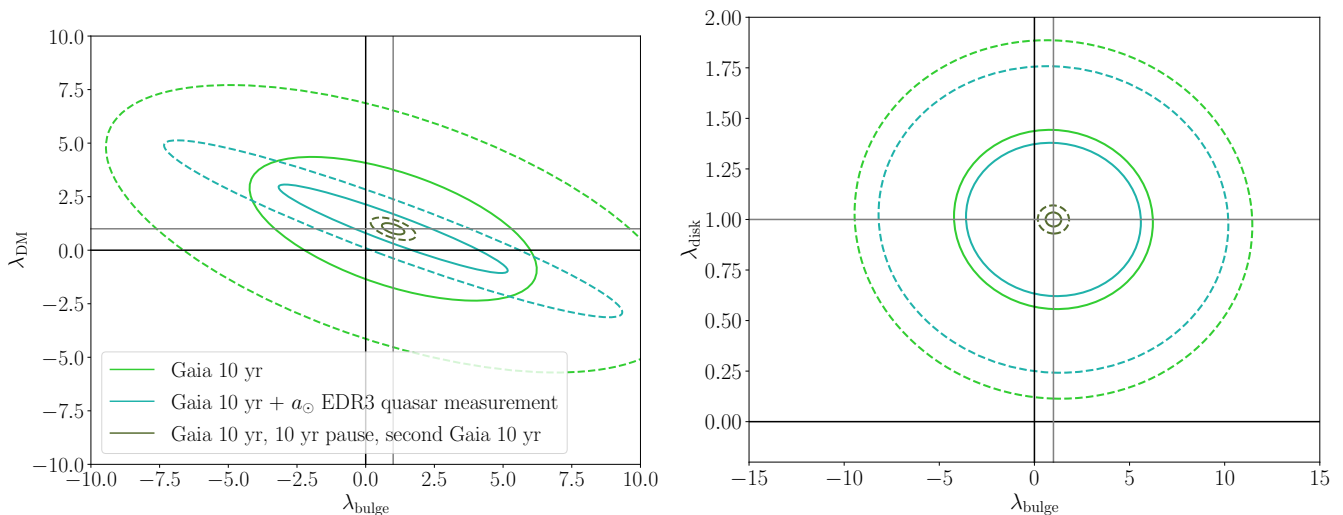 10.0
7.5
5.0
2.5
0.0
−2.5
−5.0
−7.5
−10.0
λDM
Gaia 10 yr
Gaia 10 yr + a⊙ EDR3 quasar measurement
Gaia 10 yr, 10 yr pause, second Gaia 10 yr
−10.0 −7.5 −5.0 −2.5 0.0 2.5 5.0 7.5 10.0
λbulge
2.00
1.75
1.50
1.25
1.00
0.75
0.50
0.25
0.00
λdisk
−15 −10 −5 0 5 10 15
λbulge